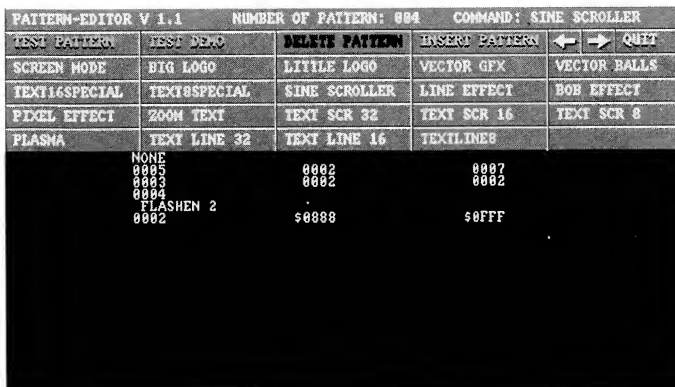 PATTERN-EDITOR V 1.1 NUMBER OF PATTERN: 004 COMMAND: SINE SCROLLER
TEST PATTERN TEST DEMO DELETE PATTERN INSERT PATTERN QUIT
SCREEN MODE BIG LOGO LITTLE LOGO VECTOR GFX VECTOR BALLS
TEXT16SPECIAL TEXT8SPECIAL SINE SCROLLER LINE EFFECT BOB EFFECT
PIXEL EFFECT ZOOM TEXT TEXT SCR 32 TEXT SCR 16 TEXT SCR 8
PLASMA TEXT LINE 32 TEXT LINE 16 TEXTLINE8
NONE
0005 0002 0007
0003 0002 0002
0004
FLASHEN 2
0002 $0888 $0FFF